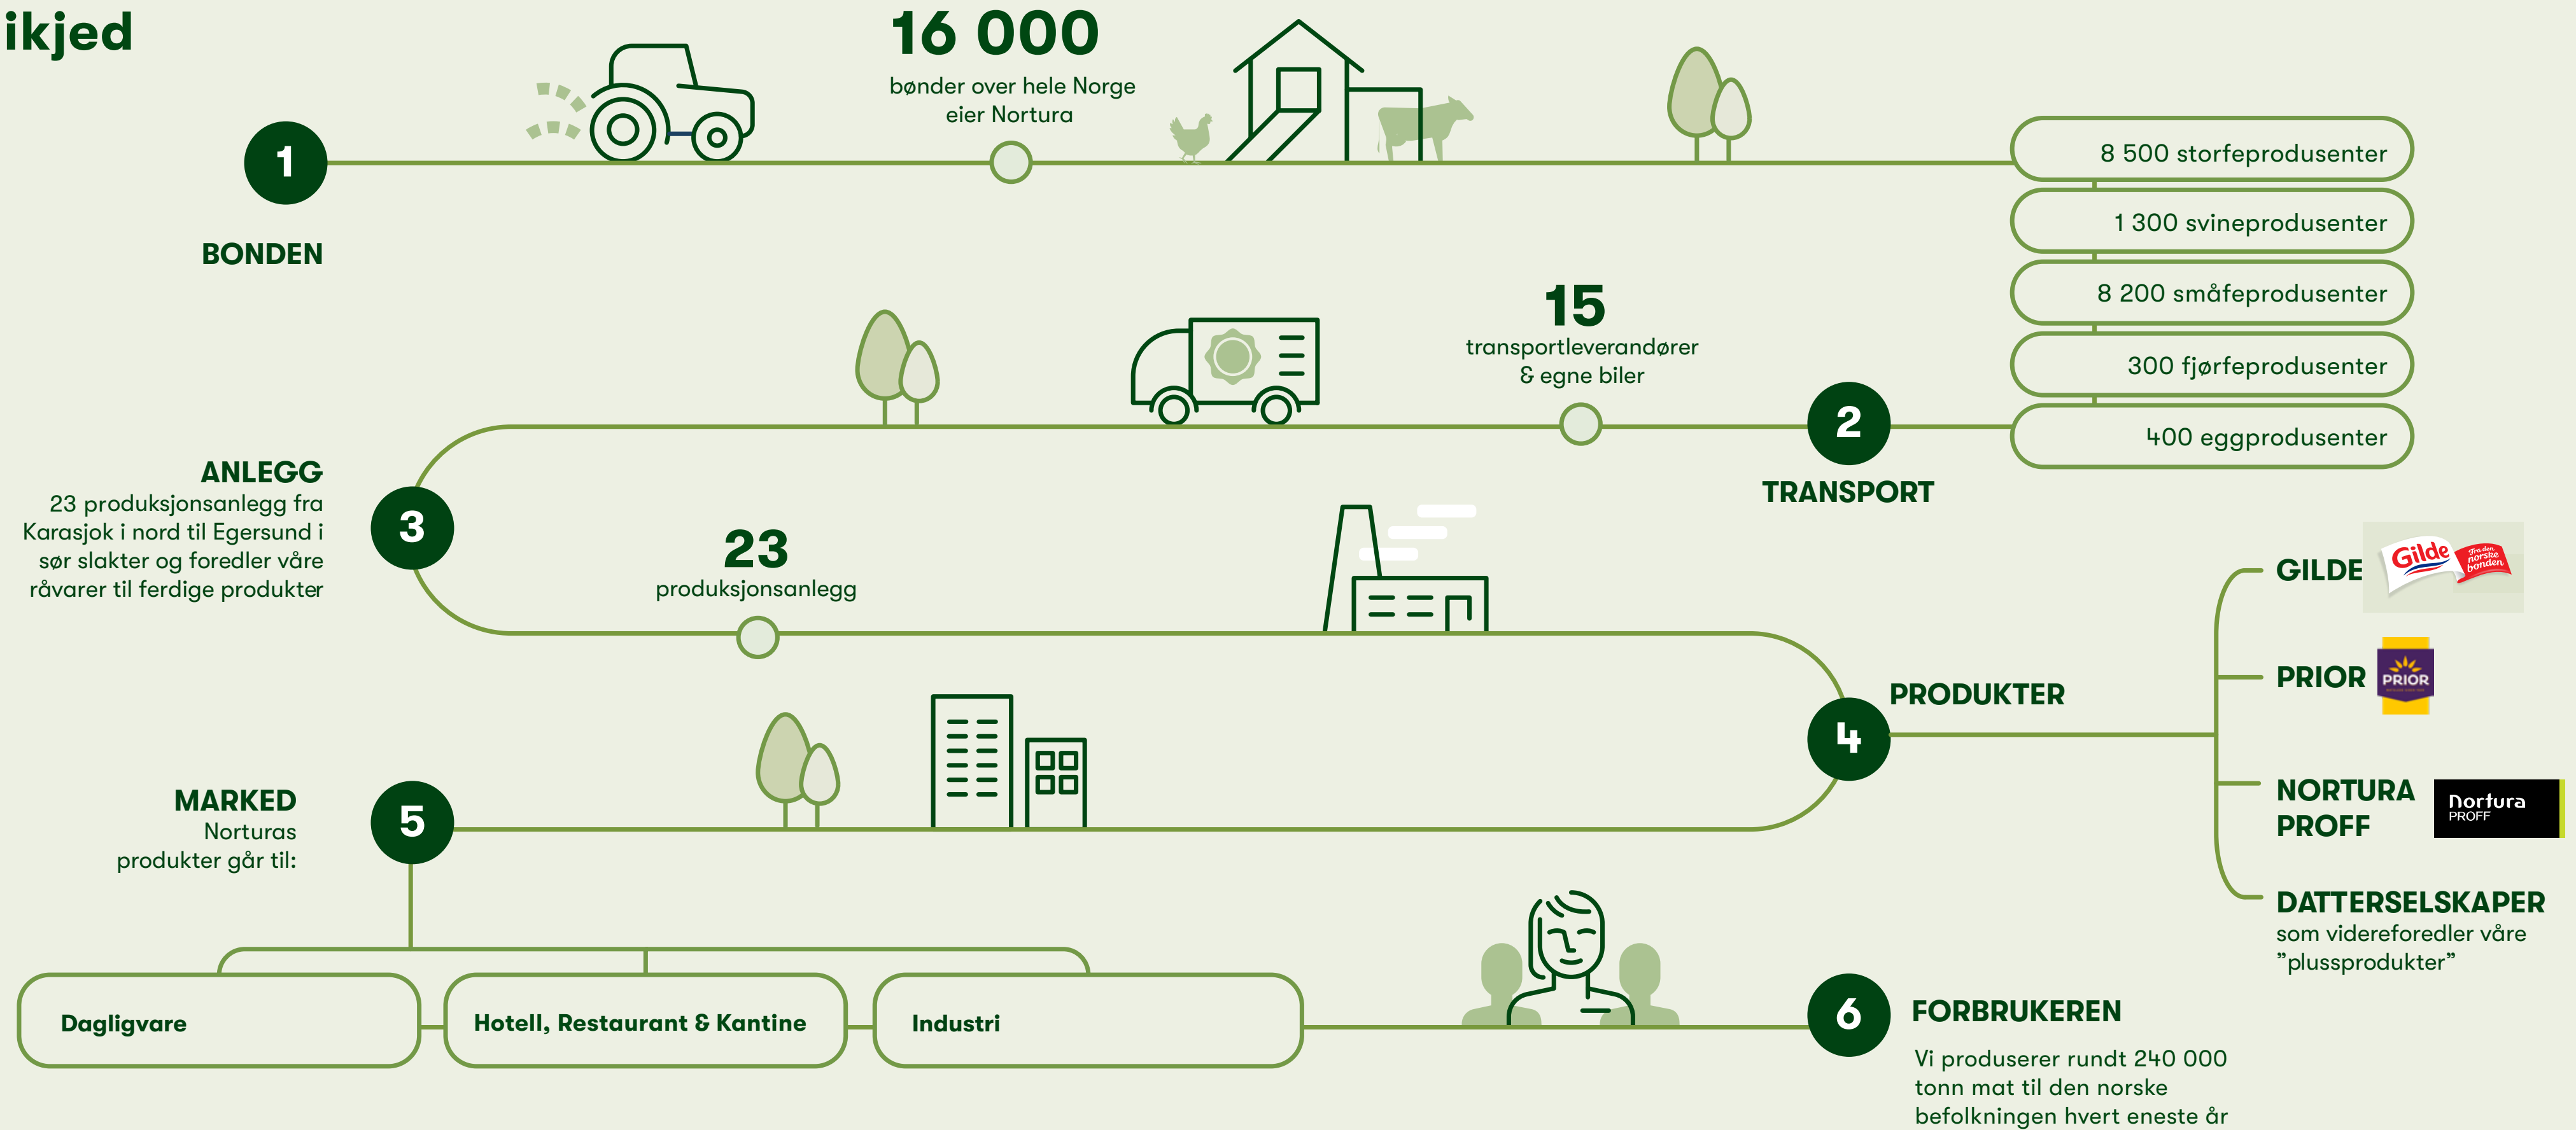 ikjed
16 000
bønder over hele Norge
eier Nortura
1
BONDEN
8 500 storfeprodusenter
1 300 svineprodusenter
8 200 småfeprodusenter
300 fjørfeprodusenter
400 eggprodusenter
15
transportleverandører
& egne biler
2
TRANSPORT
ANLEGG
23 produksjonsanlegg fra
Karasjok i nord til Egersund i
sør slakter og foredler våre
råvarer til ferdige produkter
3
23
produksjonsanlegg
4
PRODUKTER
GILDE
Gilde
Fra den
norske
bonden
PRIOR
PRIOR
NORTURA
PROFF
nortura
PROFF
DATTERSELSKAPER
som videreforedler våre
”plussprodukter”
MARKED
Norturas
produkter går til:
5
Dagligvare
Hotell, Restaurant & Kantine
Industri
6
FORBRUKEREN
Vi produserer rundt 240 000
tonn mat til den norske
befolkningen hvert eneste år